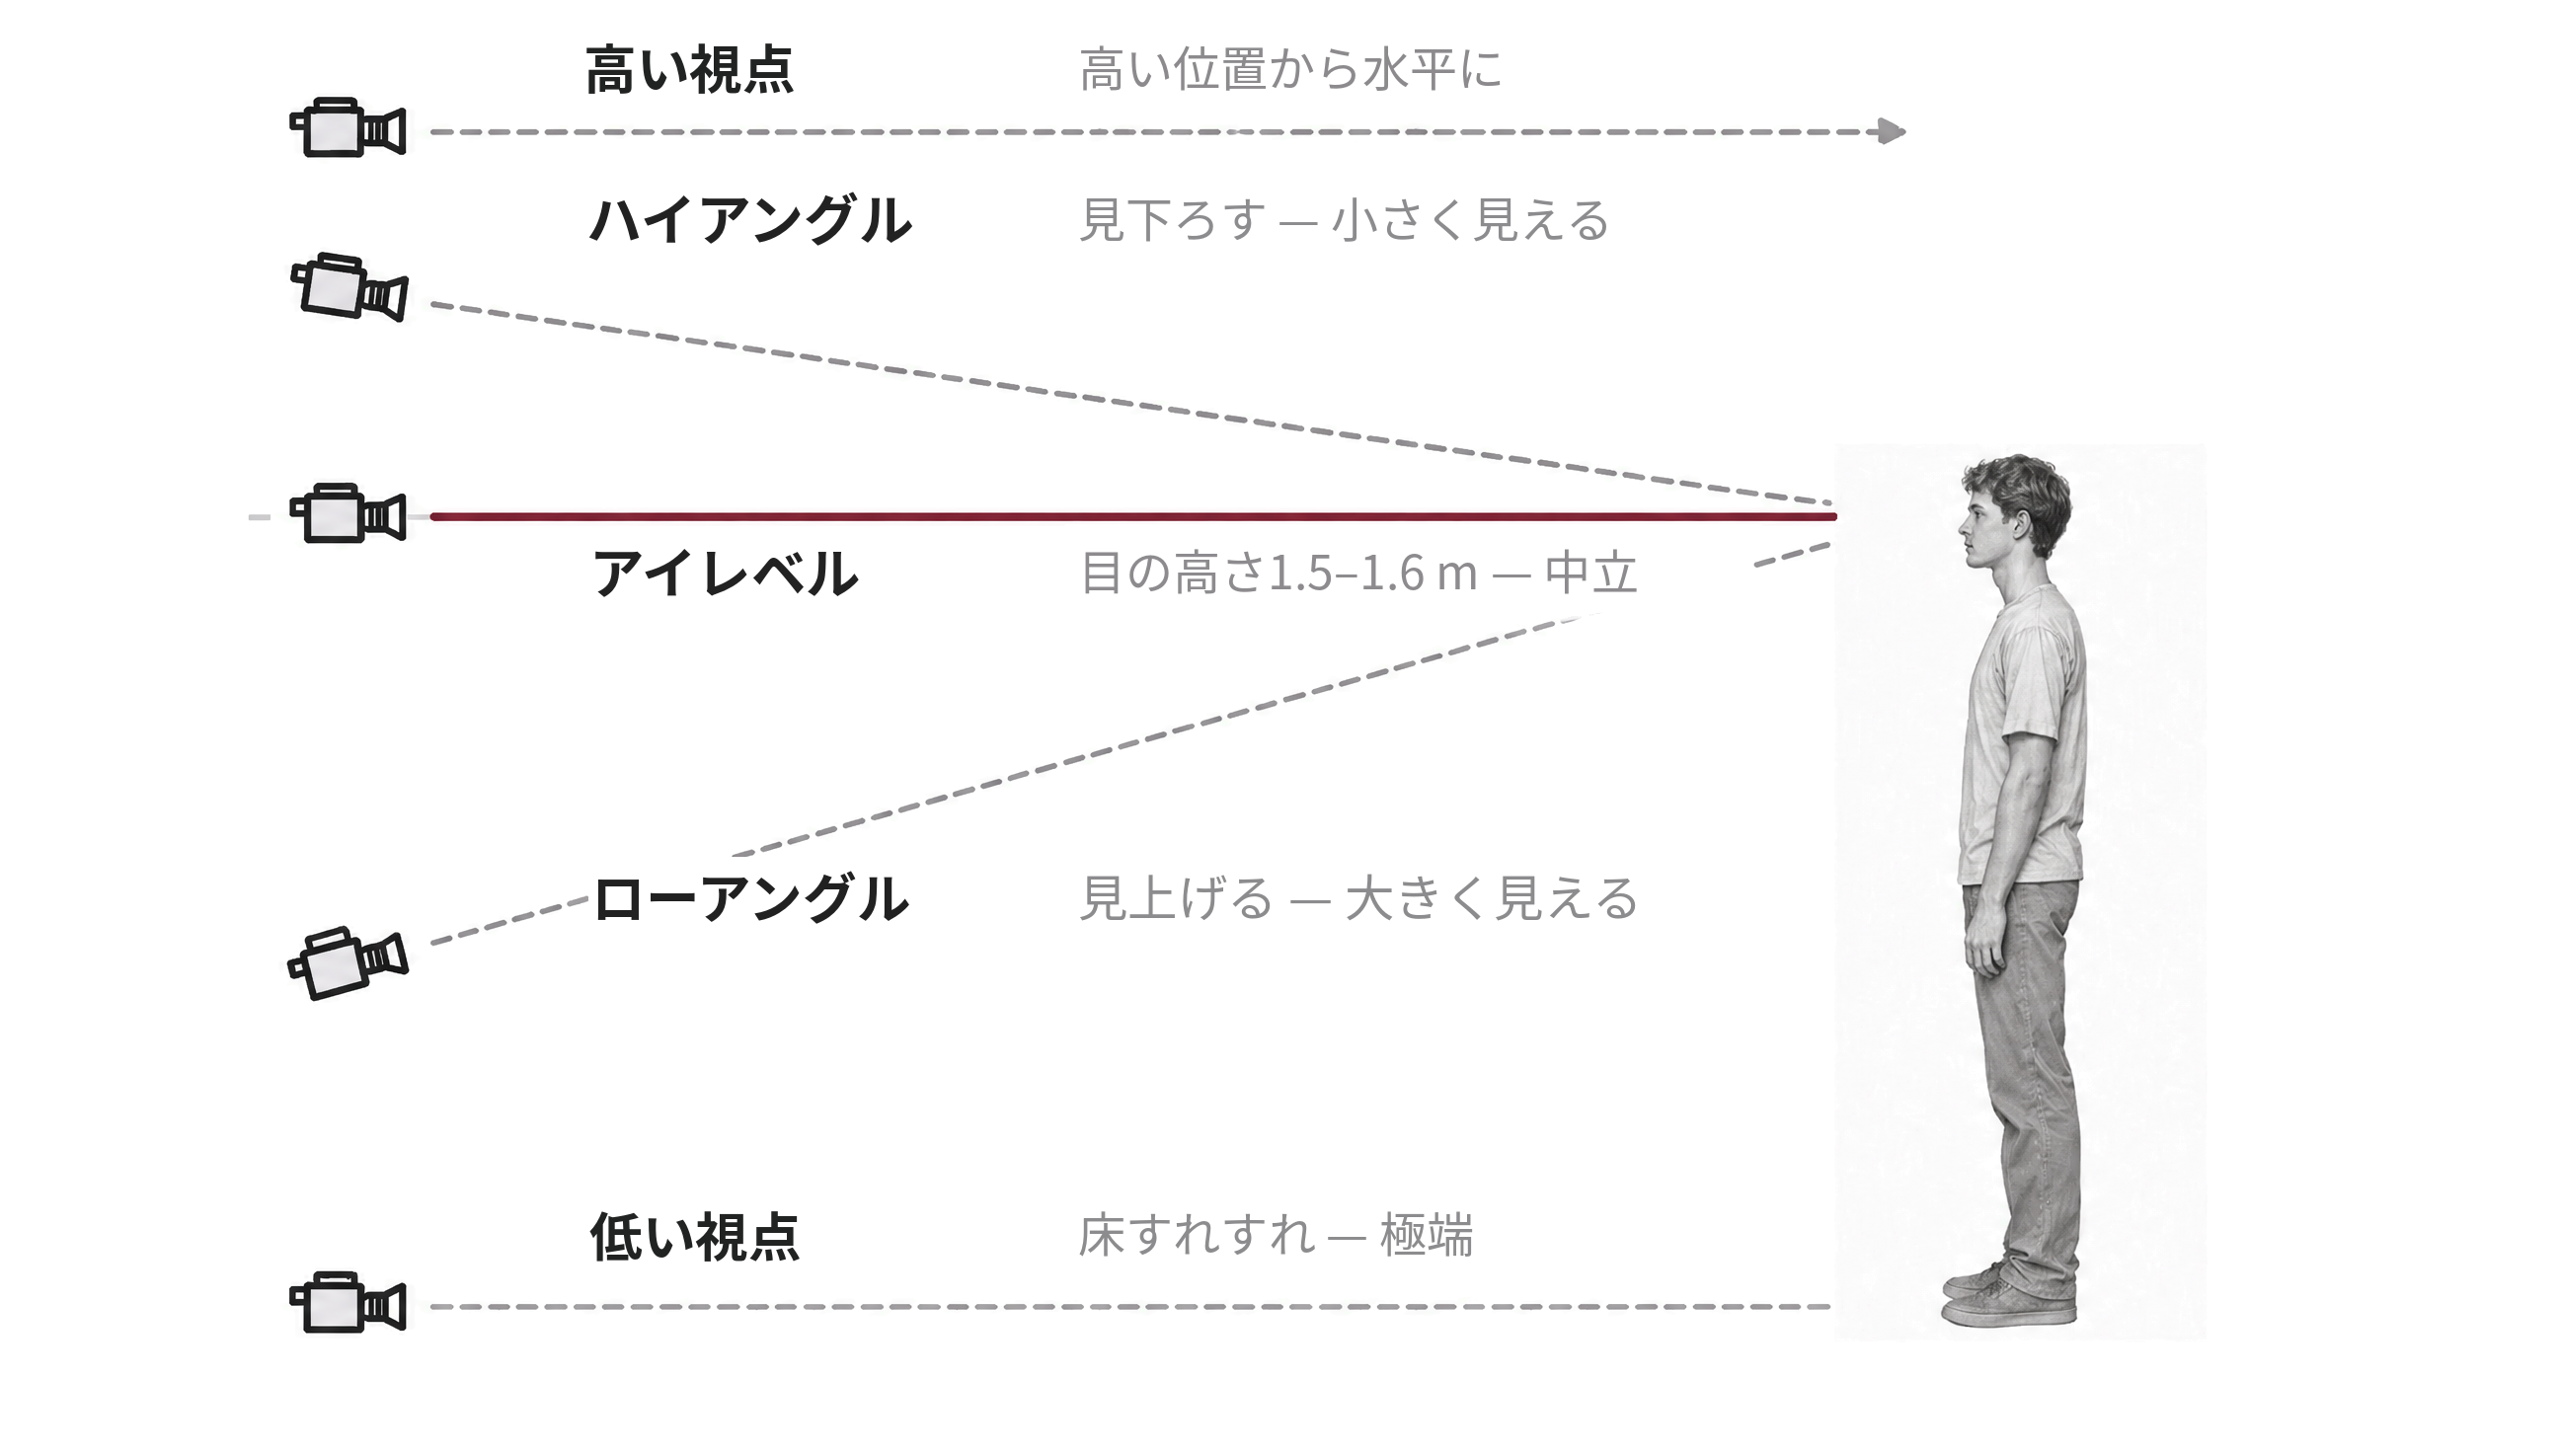 高い視点 高い位置から水平に
ハイアングル 見下ろす — 小さく見える
アイレベル 目の高さ1.5–1.6 m — 中立
ローアングル 見上げる — 大きく見える
低い視点 床すれすれ — 極端